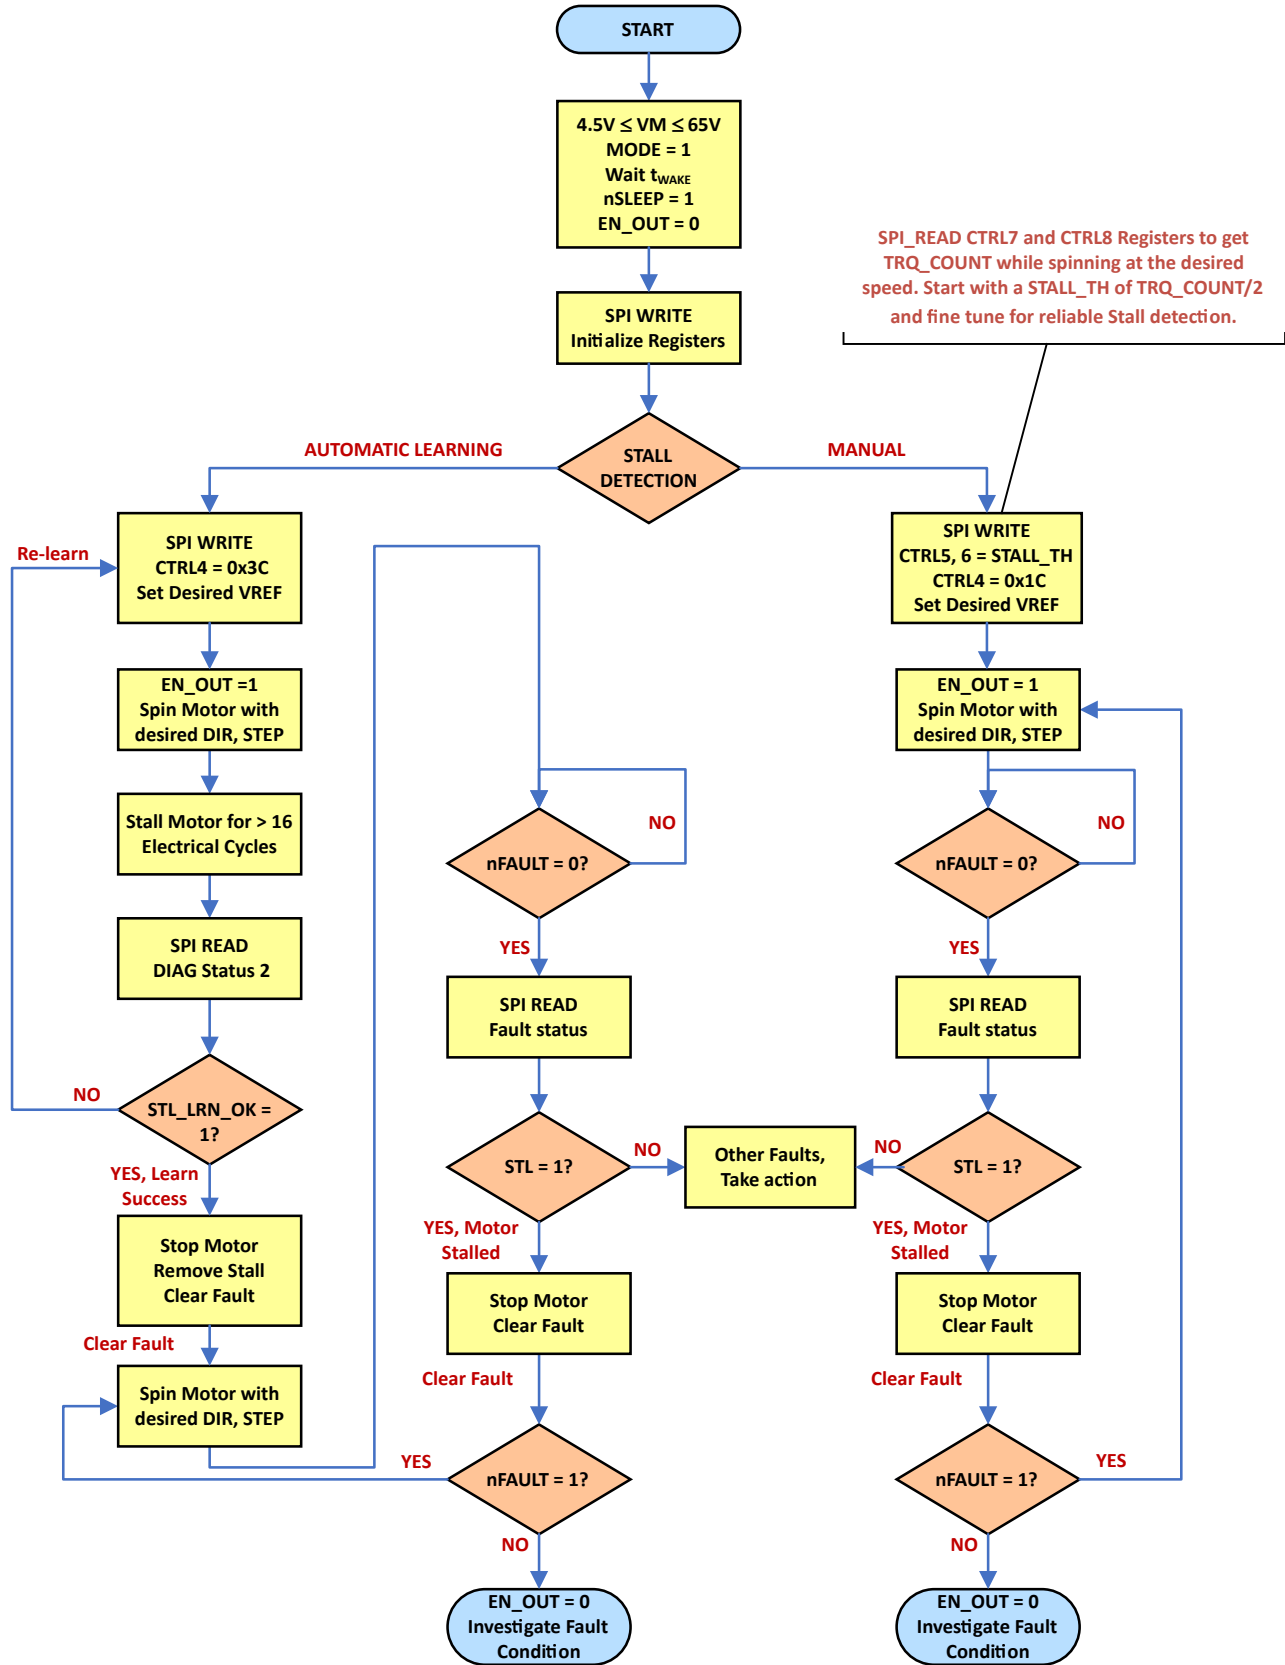 START
4.5V ≤ VM ≤ 65V
MODE = 1
Wait tWAKE
nSLEEP = 1
EN_OUT = 0
SPI WRITE
Initialize Registers
SPI_READ CTRL7 and CTRL8 Registers to get
TRQ_COUNT while spinning at the desired
speed. Start with a STALL_TH of TRQ_COUNT/2
and fine tune for reliable Stall detection.
STALL
DETECTION
AUTOMATIC LEARNING
MANUAL
Re-learn
SPI WRITE
CTRL4 = 0x3C
Set Desired VREF
EN_OUT =1
Spin Motor with
desired DIR, STEP
Stall Motor for > 16
Electrical Cycles
SPI READ
DIAG Status 2
NO
STL_LRN_OK =
1?
YES, Learn
Success
Stop Motor
Remove Stall
Clear Fault
Clear Fault
Spin Motor with
desired DIR, STEP
nFAULT = 0?
NO
YES
SPI READ
Fault status
STL = 1?
NO
Other Faults,
Take action
YES, Motor
Stalled
Stop Motor
Clear Fault
Clear Fault
nFAULT = 1?
YES
NO
EN_OUT = 0
Investigate Fault
Condition
SPI WRITE
CTRL5, 6 = STALL_TH
CTRL4 = 0x1C
Set Desired VREF
EN_OUT = 1
Spin Motor with
desired DIR, STEP
nFAULT = 0?
NO
YES
SPI READ
Fault status
STL = 1?
NO
YES, Motor
Stalled
Stop Motor
Clear Fault
Clear Fault
nFAULT = 1?
YES
NO
EN_OUT = 0
Investigate Fault
Condition